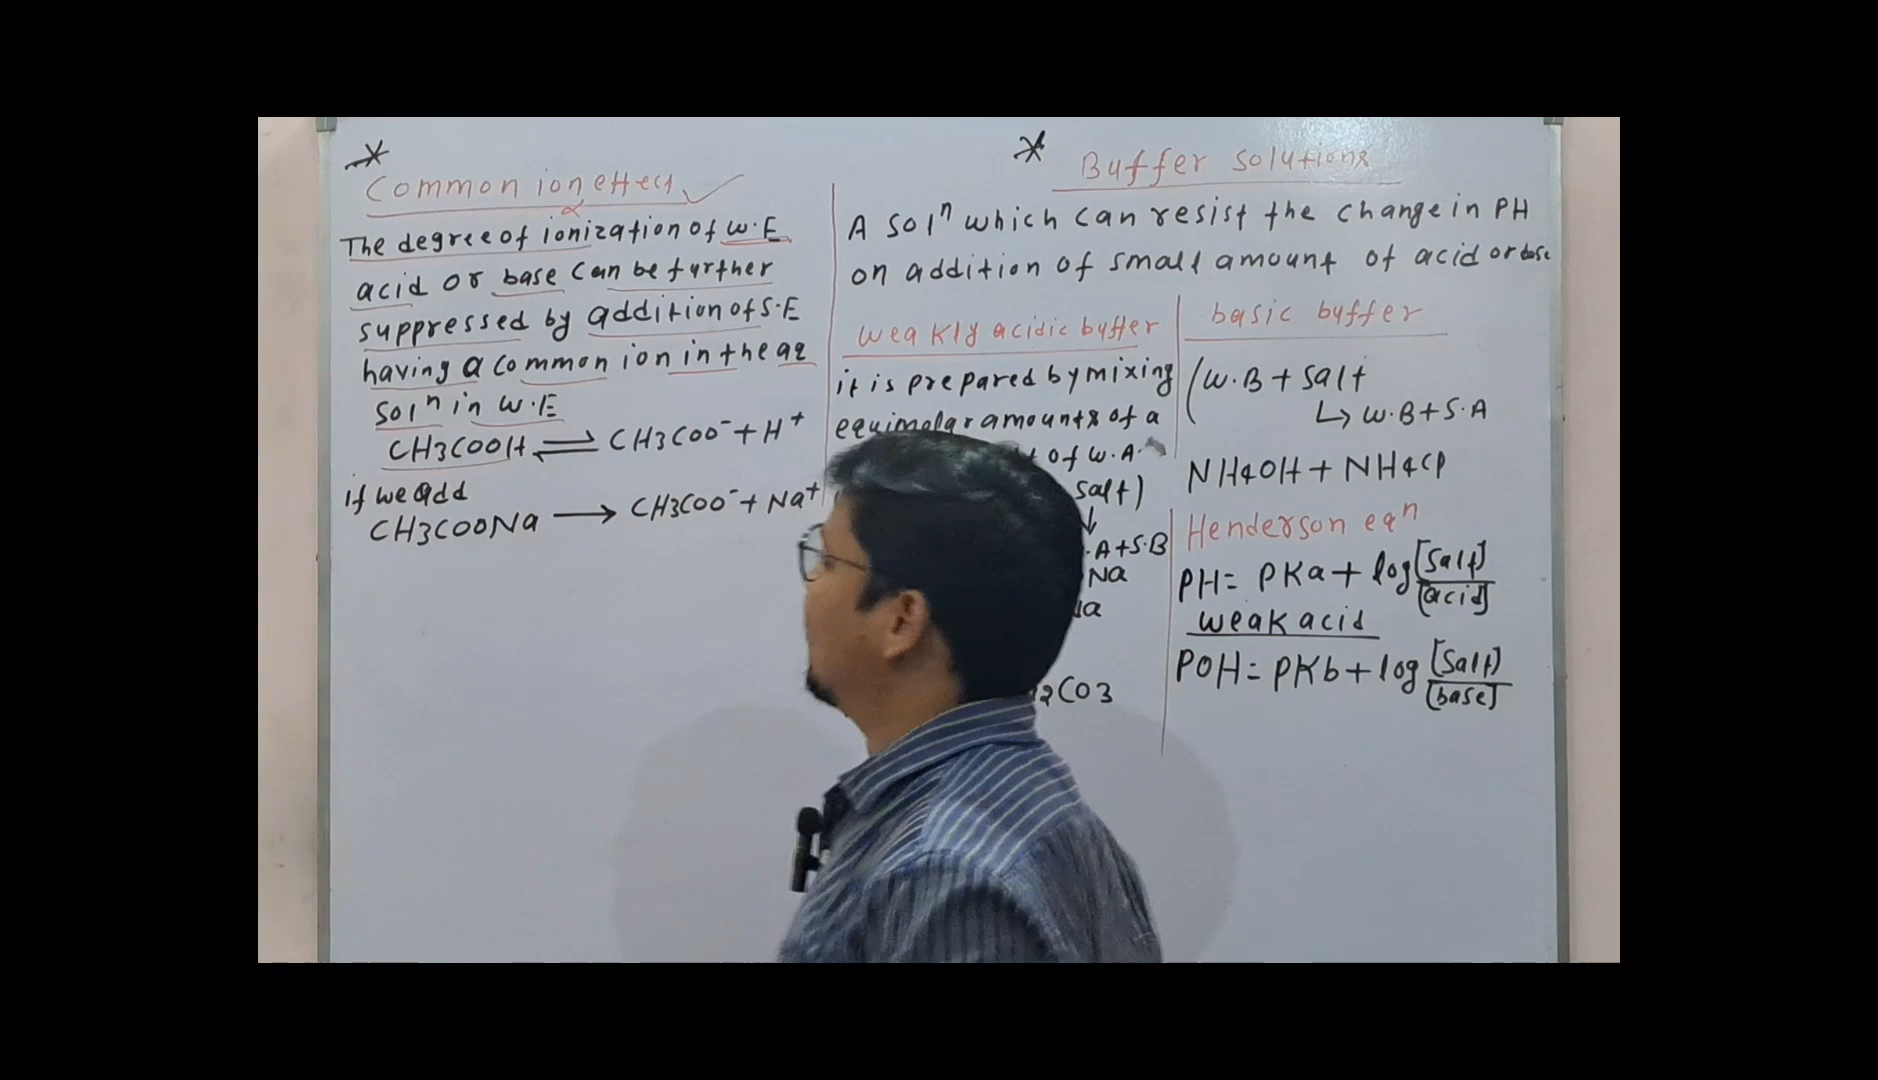 Common ion effect
α
The degree of ionization of W.E
acid or base can be further
suppressed by addition of S.E
having a common ion in the aq
solⁿ in W.E
CH3COOH ⇌ CH3COO⁻ + H⁺
if we add
CH3COONa ⟶ CH3COO⁻ + Na⁺
Buffer solutions
A solⁿ which can resist the change in PH
on addition of small amount of acid or base
weakly acidic buffer
it is prepared by mixing
equimolar amounts of a
of W.A.
salt)
↓
.A+S.B
Na
2CO3
basic buffer
(W.B + Salt
↳ W.B+S.A
NH4OH + NH4Cl
Henderson eqⁿ
PH = PKa + log [Salt]/[acid]
weak acid
POH = PKb + log [Salt]/[base]